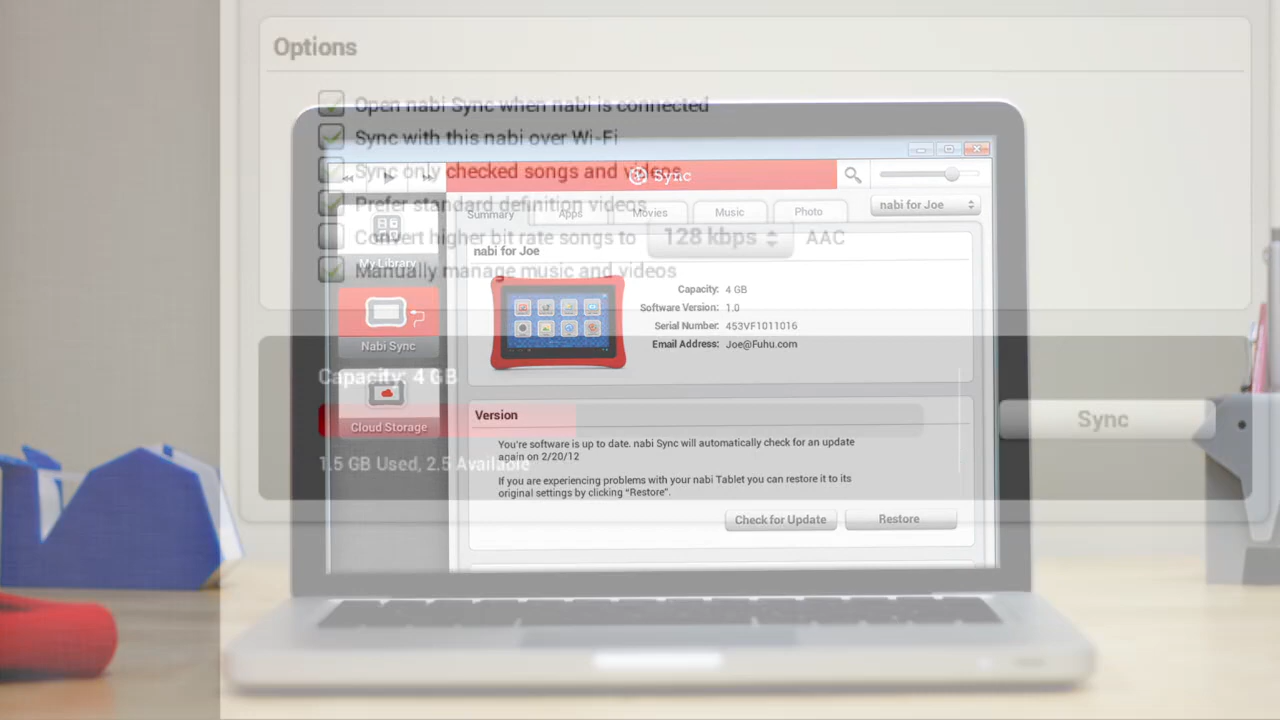 Options
Open nabi Sync when nabi is connected
Sync with this nabi over Wi-Fi
Sync only checked songs and videos
Prefer standard definition videos
Convert higher bit rate songs to 128 kbps AAC
Manually manage music and videos
Capacity: 4 GB
1.5 GB Used, 2.5 Available
Sync
Sync
nabi for Joe
Summary
Apps
Movies
Music
Photo
My Library
Nabi Sync
Cloud Storage
nabi for Joe
Capacity: 4 GB
Software Version: 1.0
Serial Number: 453VF1011016
Email Address: Joe@Fuhu.com
Version
You're software is up to date. nabi Sync will automatically check for an update
again on 2/20/12
If you are experiencing problems with your nabi Tablet you can restore it to its
original settings by clicking “Restore”.
Check for Update
Restore